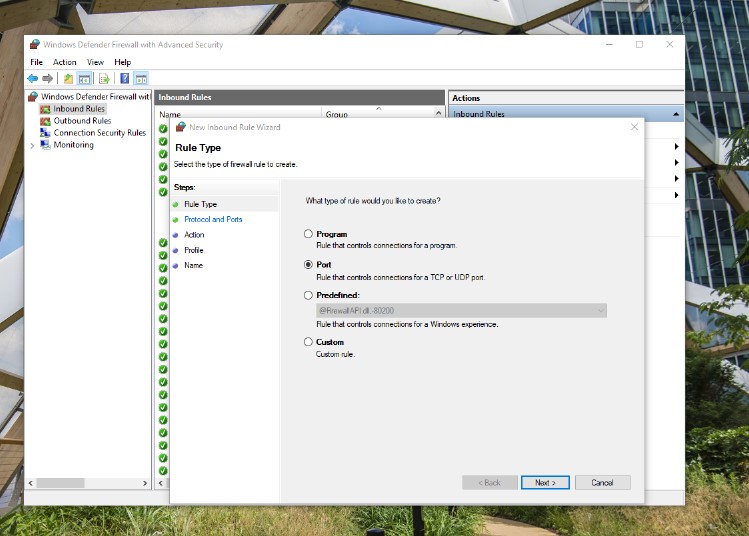 Windows Defender Firewall with Advanced Security
File Action View Help
Windows Defender Firewall witl
Inbound Rules
Outbound Rules
Connection Security Rules
Monitoring
Inbound Rules
Name Group
Actions
Inbound Rules
New Inbound Rule Wizard
Rule Type
Select the type of firewall rule to create.
Steps:
Rule Type
Protocol and Ports
Action
Profile
Name
What type of rule would you like to create?
Program
Rule that controls connections for a program.
Port
Rule that controls connections for a TCP or UDP port.
Predefined:
@FirewallAPI.dll,-80200
Rule that controls connections for a Windows experience.
Custom
Custom rule.
< Back Next > Cancel